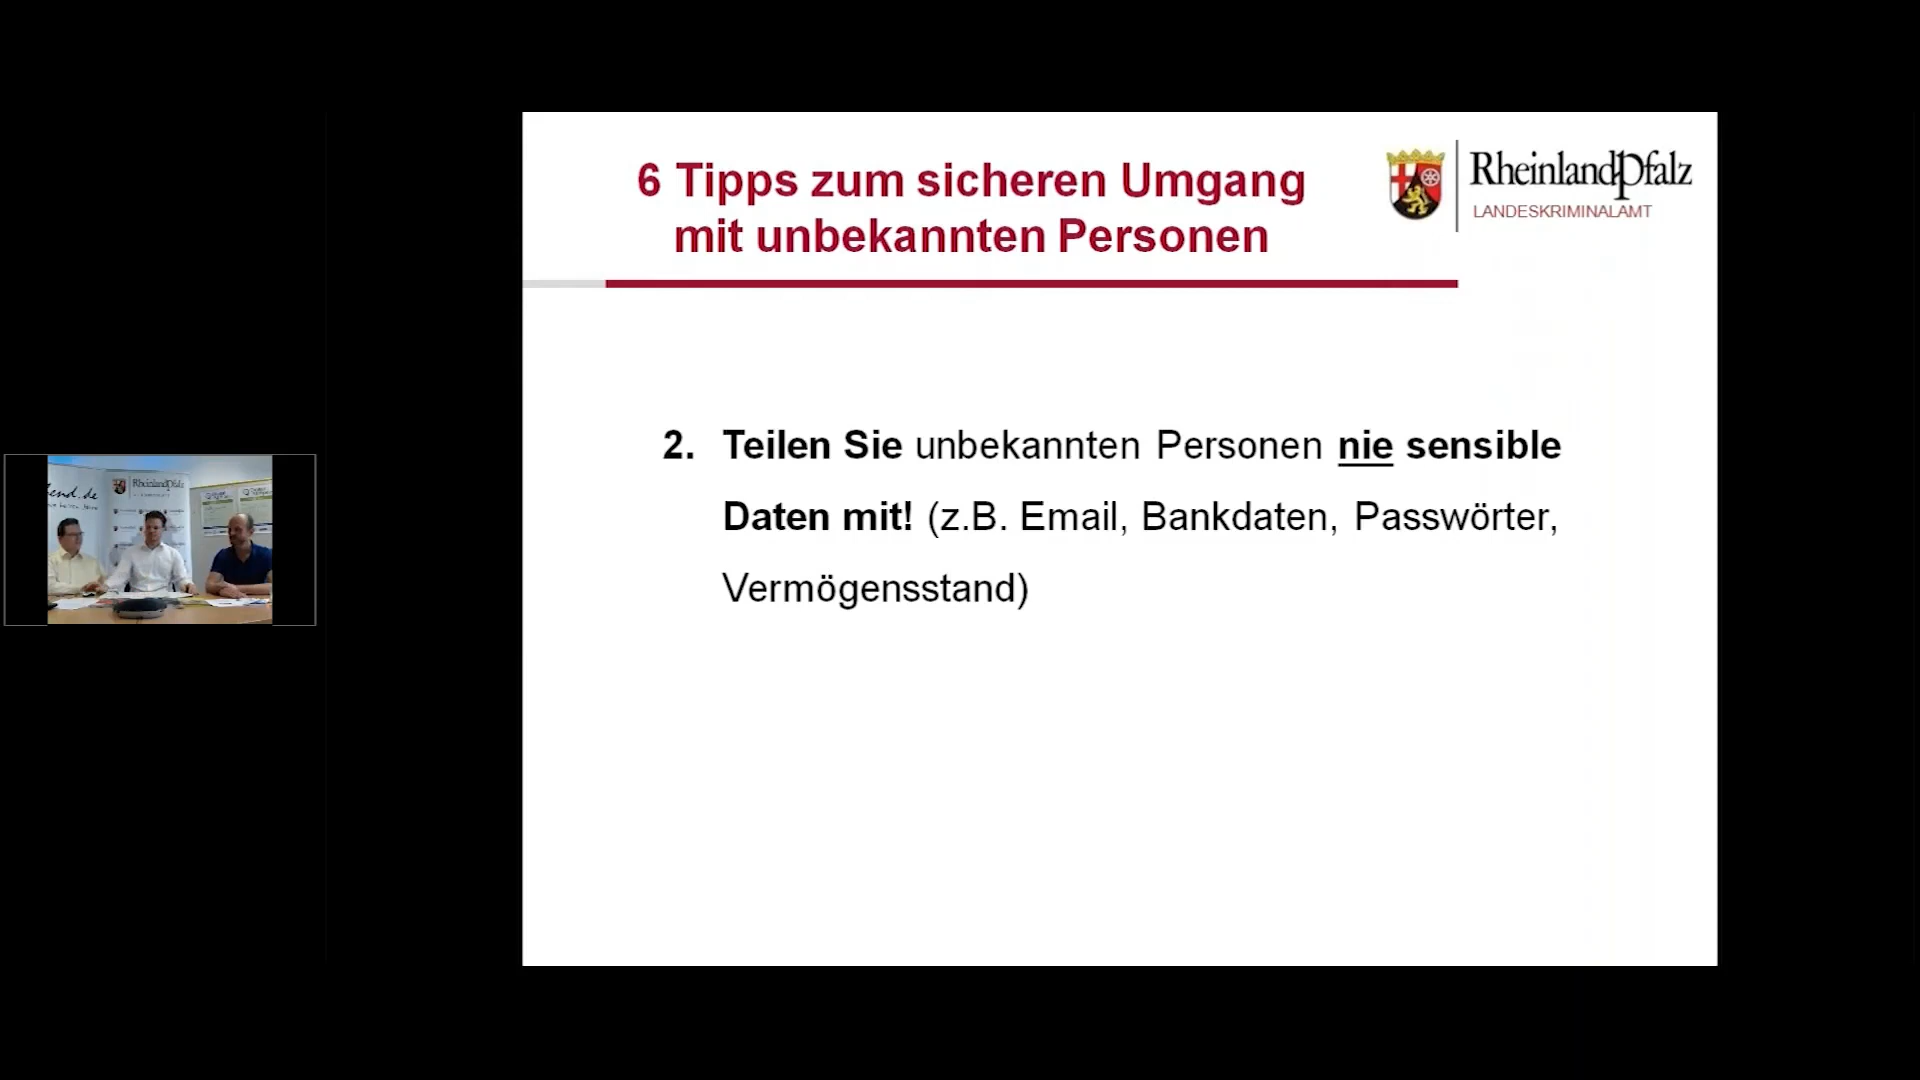 6 Tipps zum sicheren Umgang
mit unbekannten Personen
RheinlandPfalz
LANDESKRIMINALAMT
2. Teilen Sie unbekannten Personen nie sensible
Daten mit! (z.B. Email, Bankdaten, Passwörter,
Vermögensstand)
RheinlandPfalz